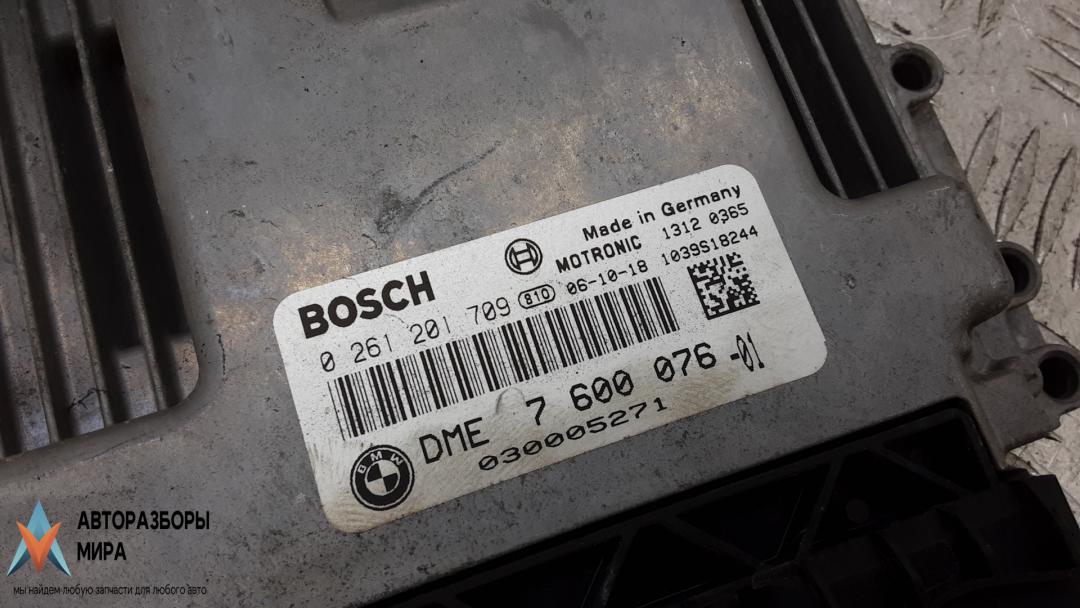 Made in Germany
BOSCH MOTRONIC 1312 0365
0 261 201 709 810 06-10-18 1039S18244
DME 7 600 076 -01
030005271
BMW
АВТОРАЗБОРЫ
МИРА
мы найдем любую запчасти для любого авто